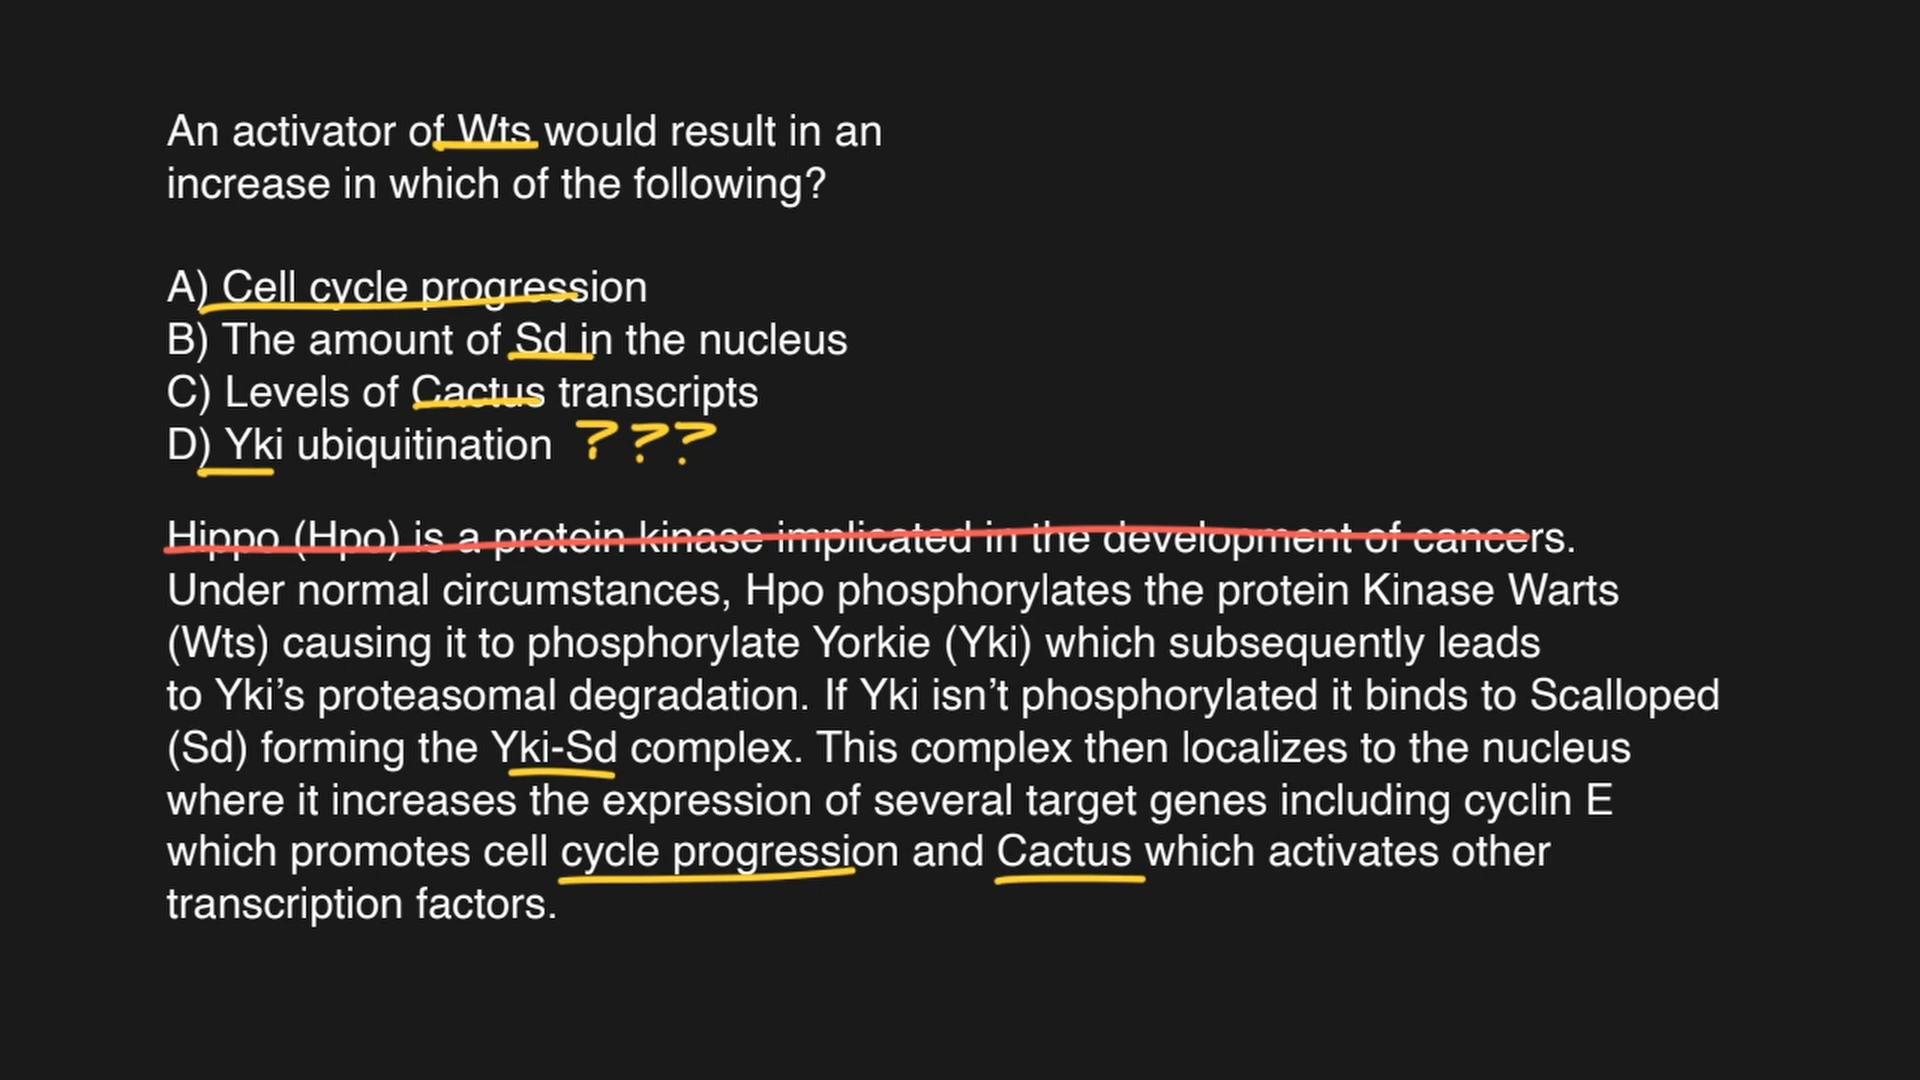 An activator of Wts would result in an
increase in which of the following?
A) Cell cycle progression
B) The amount of Sd in the nucleus
C) Levels of Cactus transcripts
D) Yki ubiquitination ???
Hippo (Hpo) is a protein kinase implicated in the development of cancers.
Under normal circumstances, Hpo phosphorylates the protein Kinase Warts
(Wts) causing it to phosphorylate Yorkie (Yki) which subsequently leads
to Yki’s proteasomal degradation. If Yki isn’t phosphorylated it binds to Scalloped
(Sd) forming the Yki-Sd complex. This complex then localizes to the nucleus
where it increases the expression of several target genes including cyclin E
which promotes cell cycle progression and Cactus which activates other
transcription factors.